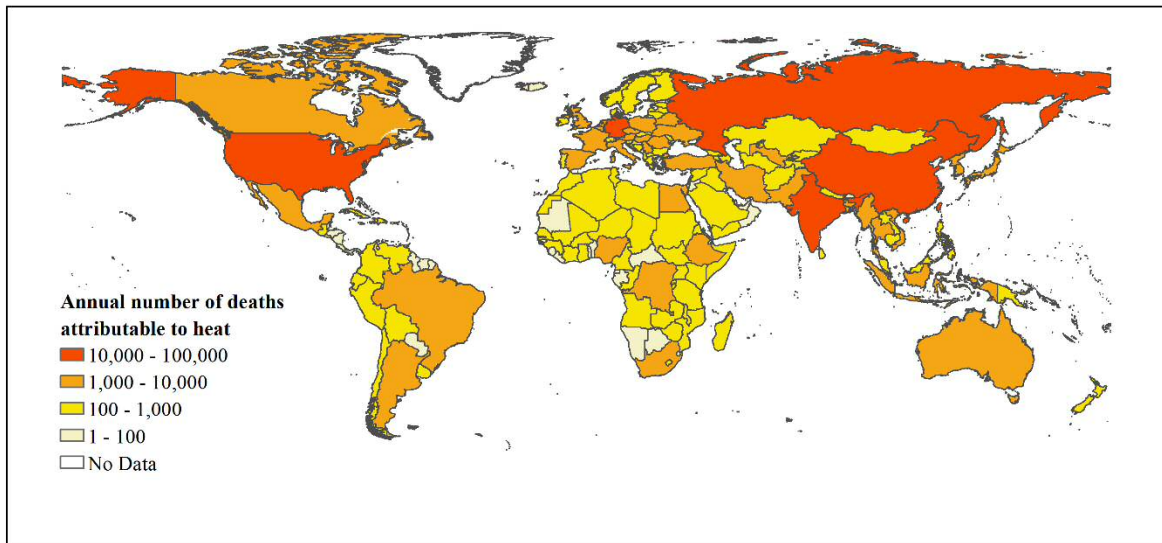 Annual number of deaths
attributable to heat
10,000 - 100,000
1,000 - 10,000
100 - 1,000
1 - 100
No Data